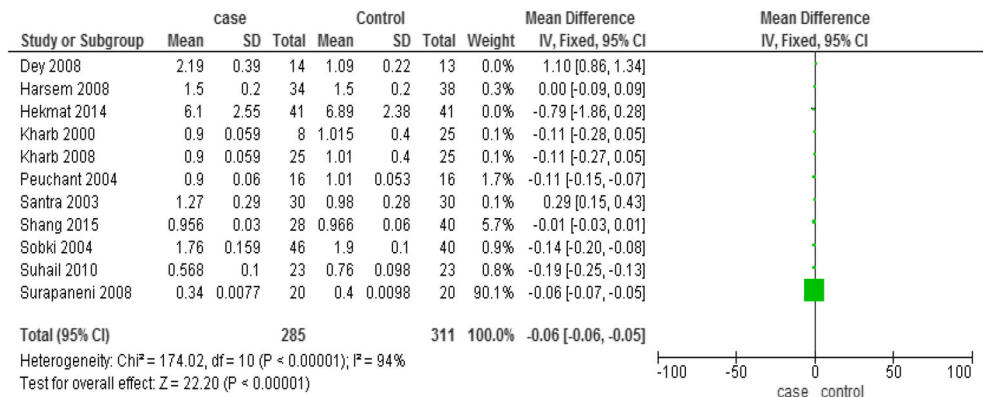 case Control Mean Difference Mean Difference
Study or Subgroup Mean SD Total Mean SD Total Weight IV, Fixed, 95% CI IV, Fixed, 95% CI
Dey 2008 2.19 0.39 14 1.09 0.22 13 0.0% 1.10 [0.86, 1.34]
Harsem 2008 1.5 0.2 34 1.5 0.2 38 0.3% 0.00 [-0.09, 0.09]
Hekmat 2014 6.1 2.55 41 6.89 2.38 41 0.0% -0.79 [-1.86, 0.28]
Kharb 2000 0.9 0.059 8 1.015 0.4 25 0.1% -0.11 [-0.28, 0.05]
Kharb 2008 0.9 0.059 25 1.01 0.4 25 0.1% -0.11 [-0.27, 0.05]
Peuchant 2004 0.9 0.06 16 1.01 0.053 16 1.7% -0.11 [-0.15, -0.07]
Santra 2003 1.27 0.29 30 0.98 0.28 30 0.1% 0.29 [0.15, 0.43]
Shang 2015 0.956 0.03 28 0.966 0.06 40 5.7% -0.01 [-0.03, 0.01]
Sobki 2004 1.76 0.159 46 1.9 0.1 40 0.9% -0.14 [-0.20, -0.08]
Suhail 2010 0.568 0.1 23 0.76 0.098 23 0.8% -0.19 [-0.25, -0.13]
Surapaneni 2008 0.34 0.0077 20 0.4 0.0098 20 90.1% -0.06 [-0.07, -0.05]
Total (95% CI) 285 311 100.0% -0.06 [-0.06, -0.05]
Heterogeneity: Chi² = 174.02, df = 10 (P < 0.00001); I² = 94%
Test for overall effect: Z = 22.20 (P < 0.00001)
-100 -50 0 50 100
case control